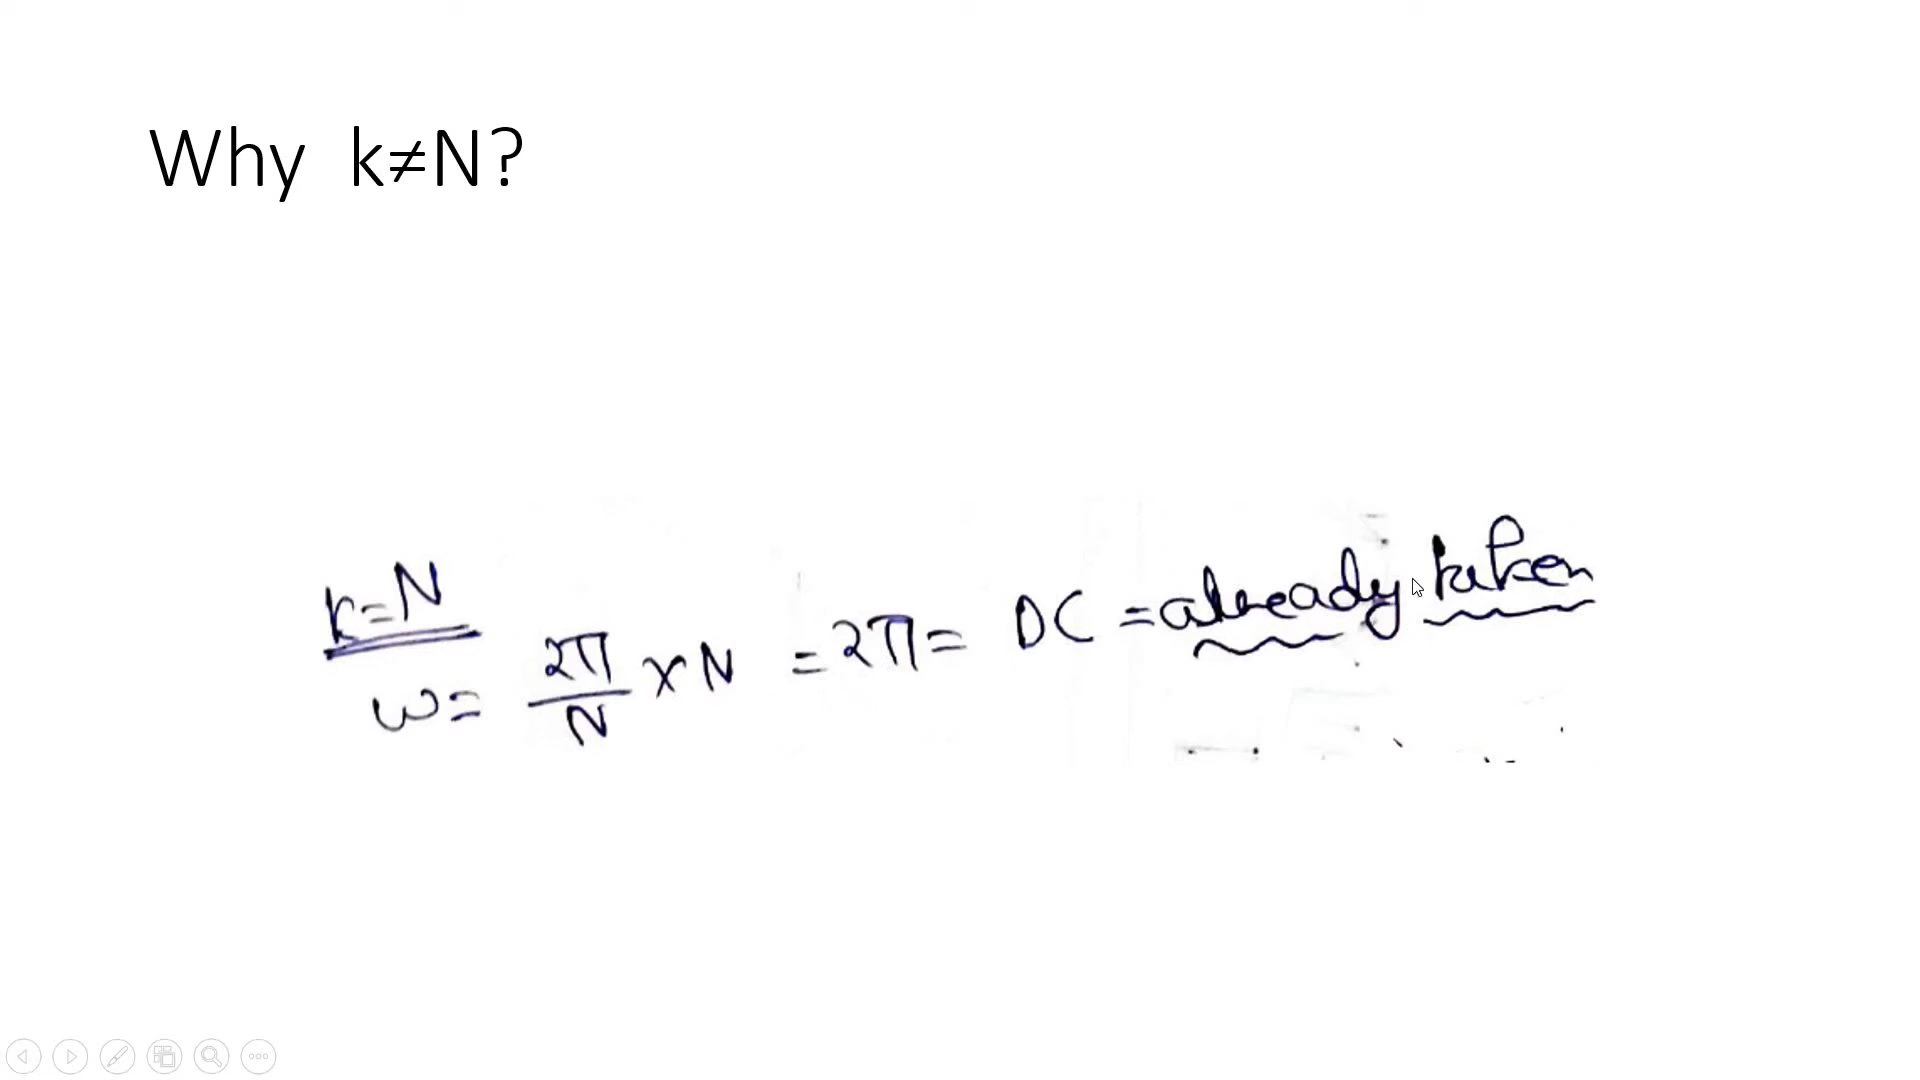 Why k≠N?
k=N
ω= 2π/N × N = 2π = DC = already taken